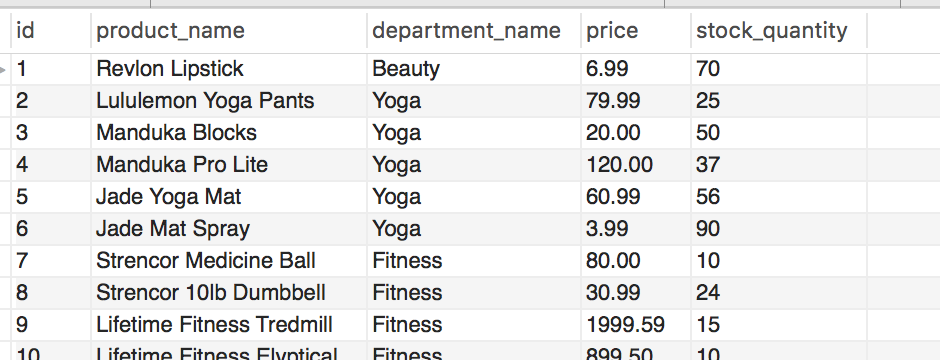 id product_name department_name price stock_quantity
1 Revlon Lipstick Beauty 6.99 70
2 Lululemon Yoga Pants Yoga 79.99 25
3 Manduka Blocks Yoga 20.00 50
4 Manduka Pro Lite Yoga 120.00 37
5 Jade Yoga Mat Yoga 60.99 56
6 Jade Mat Spray Yoga 3.99 90
7 Strencor Medicine Ball Fitness 80.00 10
8 Strencor 10lb Dumbbell Fitness 30.99 24
9 Lifetime Fitness Tredmill Fitness 1999.59 15
10 Lifetime Fitness Elyptical Fitness 899.50 10